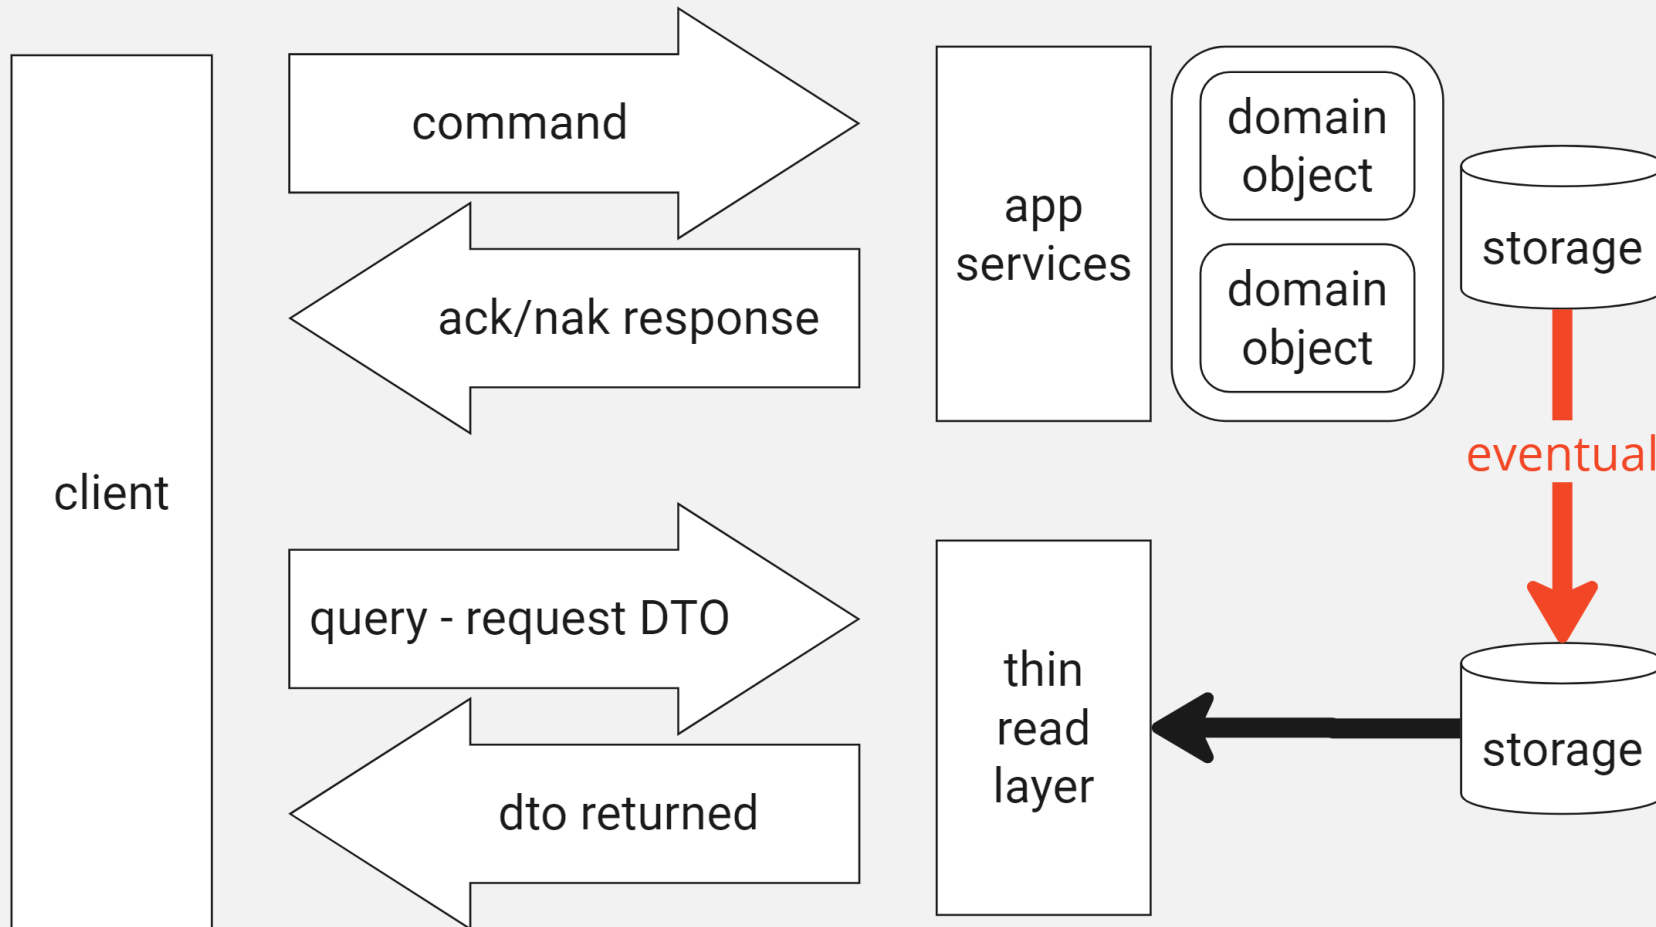 command
ack/nak response
client
query - request DTO
dto returned
app
services
domain
object
domain
object
storage
eventual
thin
read
layer
storage